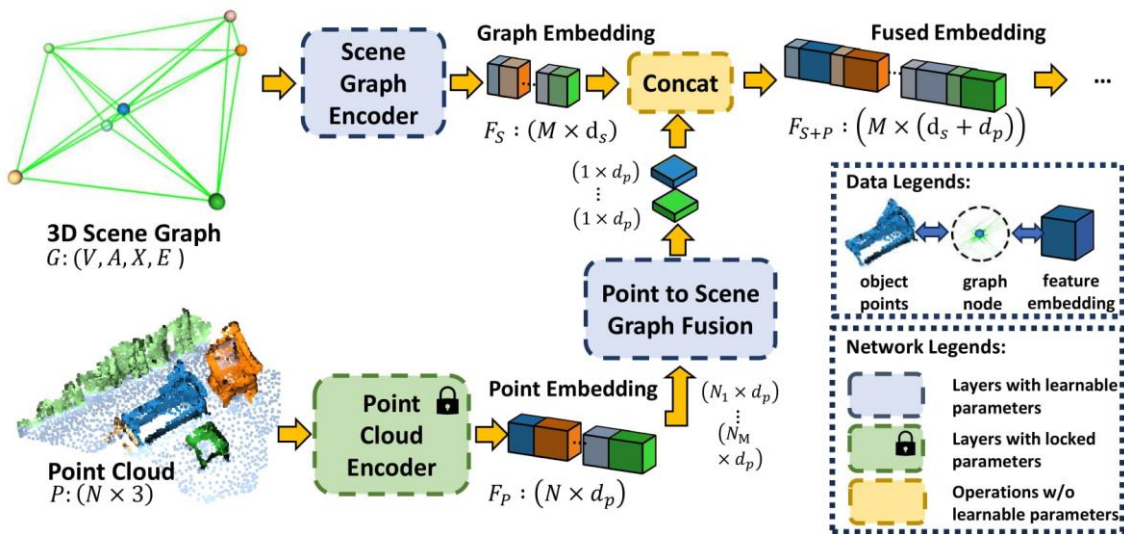 Scene
Graph
Encoder
Graph Embedding
F_S : (M × d_s)
Concat
Fused Embedding
F_{S+P} : (M × (d_s + d_p))
...
(1 × d_p)
⋮
(1 × d_p)
3D Scene Graph
G: (V, A, X, E )
Point to Scene
Graph Fusion
Point Cloud
P: (N × 3)
Point
Cloud
Encoder
Point Embedding
F_P : (N × d_p)
(N_1 × d_p)
⋮
(N_M
× d_p)
Data Legends:
object
points
graph
node
feature
embedding
Network Legends:
Layers with learnable
parameters
Layers with locked
parameters
Operations w/o
learnable parameters